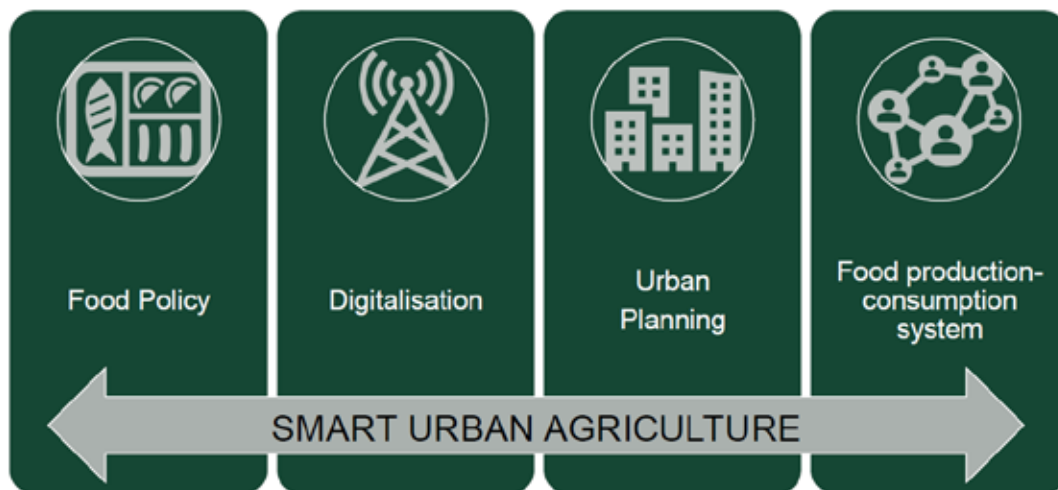 Food Policy
Digitalisation
Urban
Planning
Food production-
consumption
system
SMART URBAN AGRICULTURE